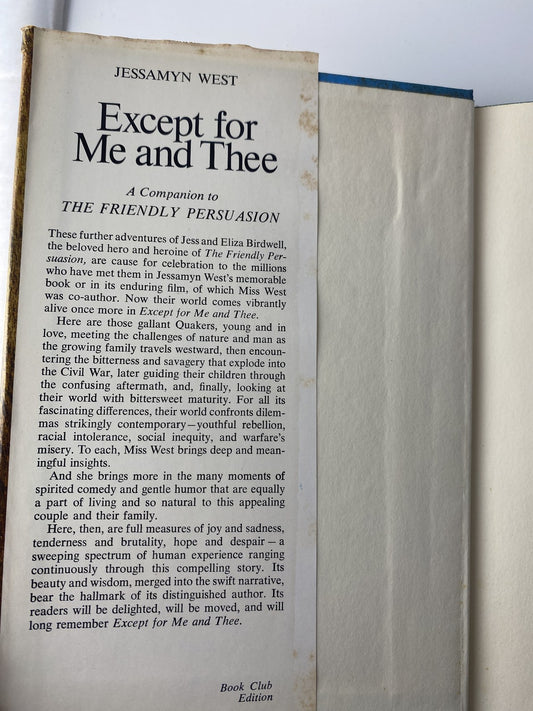 JESSAMYN WEST
Except for
Me and Thee
A Companion to
THE FRIENDLY PERSUASION
These further adventures of Jess and Eliza Birdwell,
the beloved hero and heroine of The Friendly Per-
suasion, are cause for celebration to the millions
who have met them in Jessamyn West's memorable
book or in its enduring film, of which Miss West
was co-author. Now their world comes vibrantly
alive once more in Except for Me and Thee.
Here are those gallant Quakers, young and in
love, meeting the challenges of nature and man as
the growing family travels westward, then encoun-
tering the bitterness and savagery that explode into
the Civil War, later guiding their children through
the confusing aftermath, and, finally, looking at
their world with bittersweet maturity. For all its
fascinating differences, their world confronts dilem-
mas strikingly contemporary—youthful rebellion,
racial intolerance, social inequity, and warfare's
misery. To each, Miss West brings deep and mean-
ingful insights.
And she brings more in the many moments of
spirited comedy and gentle humor that are equally
a part of living and so natural to this appealing
couple and their family.
Here, then, are full measures of joy and sadness,
tenderness and brutality, hope and despair—a
sweeping spectrum of human experience ranging
continuously through this compelling story. Its
beauty and wisdom, merged into the swift narrative,
bear the hallmark of its distinguished author. Its
readers will be delighted, will be moved, and will
long remember Except for Me and Thee.
Book Club
Edition